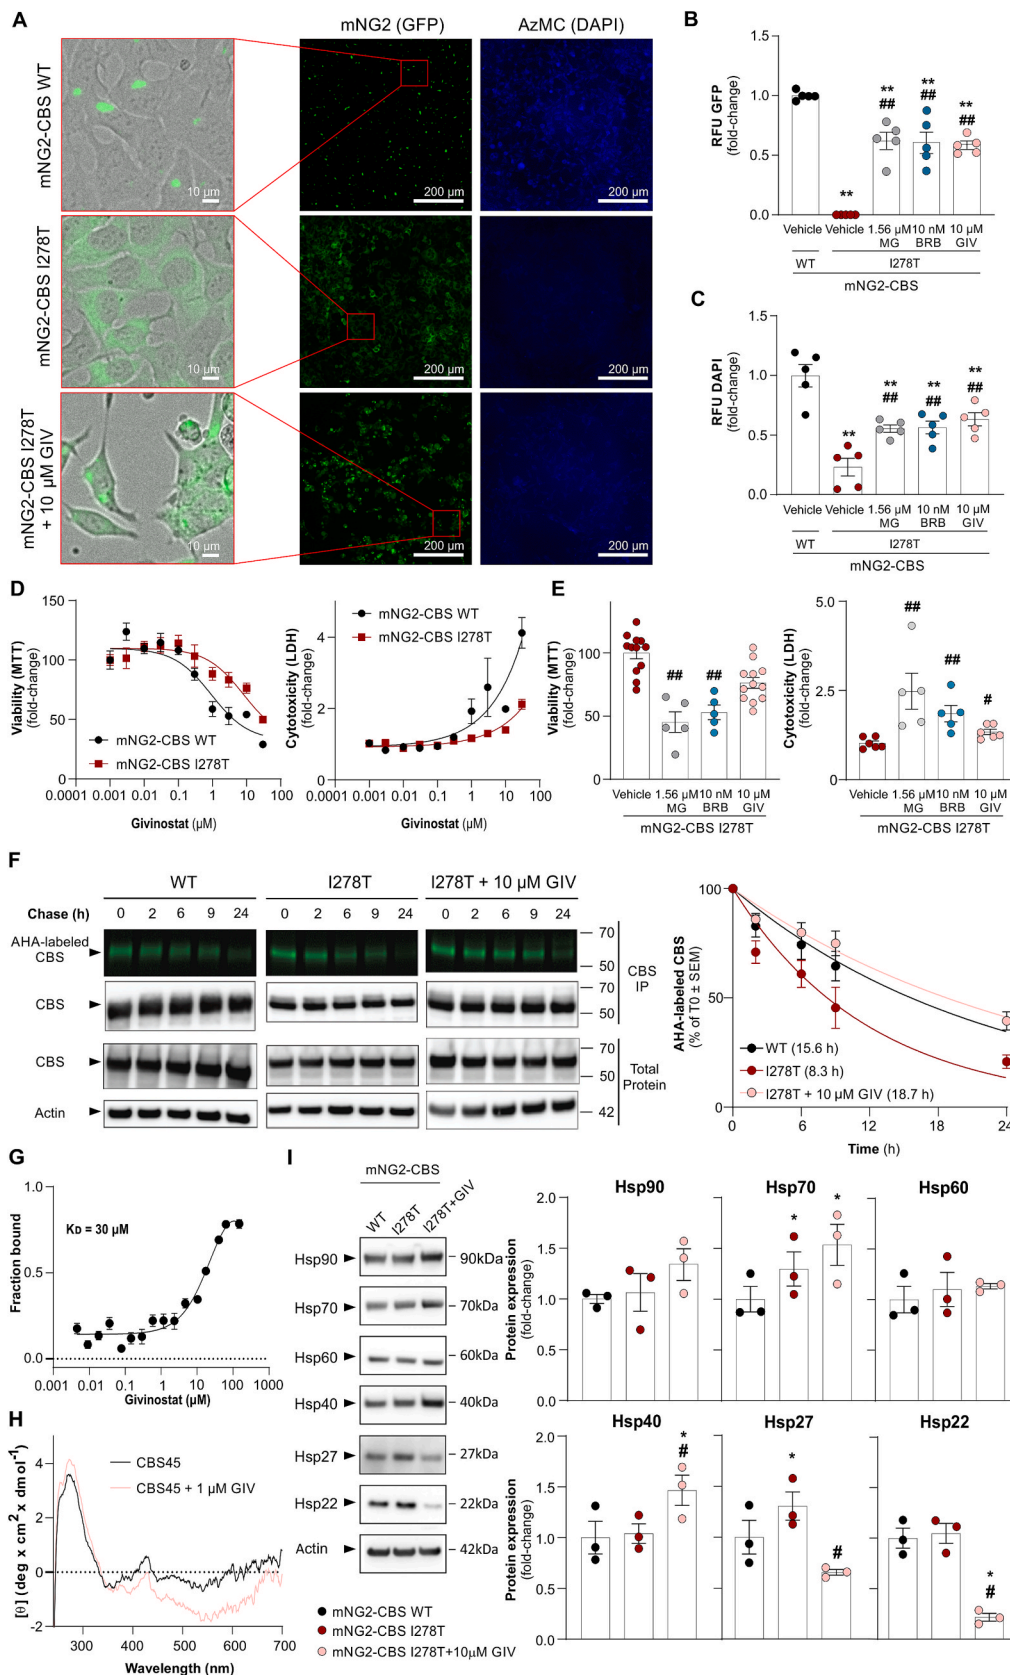 A
mNG2 (GFP)
AzMC (DAPI)
mNG2-CBS WT
10 µm
200 µm
200 µm
mNG2-CBS I278T
10 µm
200 µm
200 µm
mNG2-CBS I278T
+ 10 µM GIV
10 µm
200 µm
200 µm
B
RFU GFP
(fold-change)
1.5
1.0
0.5
0.0
**
**
##
**
##
**
##
Vehicle Vehicle 1.56 µM 10 nM 10 µM
MG BRB GIV
WT I278T
mNG2-CBS
C
RFU DAPI
(fold-change)
1.5
1.0
0.5
0.0
**
**
##
**
##
**
##
Vehicle Vehicle 1.56 µM 10 nM 10 µM
MG BRB GIV
WT I278T
mNG2-CBS
D
Viability (MTT)
(fold-change)
150
100
50
0
mNG2-CBS WT
mNG2-CBS I278T
0.0001 0.001 0.01 0.1 1 10 100
Givinostat (µM)
Cytotoxicity (LDH)
(fold-change)
4
2
0
mNG2-CBS WT
mNG2-CBS I278T
0.0001 0.001 0.01 0.1 1 10 100
Givinostat (µM)
E
Viability (MTT)
(fold-change)
100
50
0
##
##
Vehicle 1.56 µM 10 nM 10 µM
MG BRB GIV
mNG2-CBS I278T
Cytotoxicity (LDH)
(fold-change)
5.0
2.5
0.0
##
##
#
Vehicle 1.56 µM 10 nM 10 µM
MG BRB GIV
mNG2-CBS I278T
F
WT I278T I278T + 10 µM GIV
Chase (h) 0 2 6 9 24 0 2 6 9 24 0 2 6 9 24
AHA-labeled
CBS
70
50
CBS
70
50
CBS
IP
CBS
70
50
Actin
42
Total
Protein
AHA-labeled CBS
(% of T0 ± SEM)
100
50
0
WT (15.6 h)
I278T (8.3 h)
I278T + 10 µM GIV (18.7 h)
0 6 12 18 24
Time (h)
G
Fraction bound
1.0
0.5
0.0
KD = 30 µM
0.001 0.01 0.1 1 10 100 1000
Givinostat (µM)
H
[θ] (deg x cm2 x dmol-1)
4
2
0
-2
CBS45
CBS45 + 1 µM GIV
300 400 500 600 700
Wavelength (nm)
I
mNG2-CBS
WT I278T I278T+GIV
Hsp90 90kDa
Hsp70 70kDa
Hsp60 60kDa
Hsp40 40kDa
Hsp27 27kDa
Hsp22 22kDa
Actin 42kDa
mNG2-CBS WT
mNG2-CBS I278T
mNG2-CBS I278T+10µM GIV
Hsp90 Hsp70 Hsp60
Protein expression
(fold-change)
2.0
1.5
1.0
0.5
0.0
*
*
Hsp40 Hsp27 Hsp22
Protein expression
(fold-change)
2.0
1.5
1.0
0.5
0.0
*
#
*
#
*
#